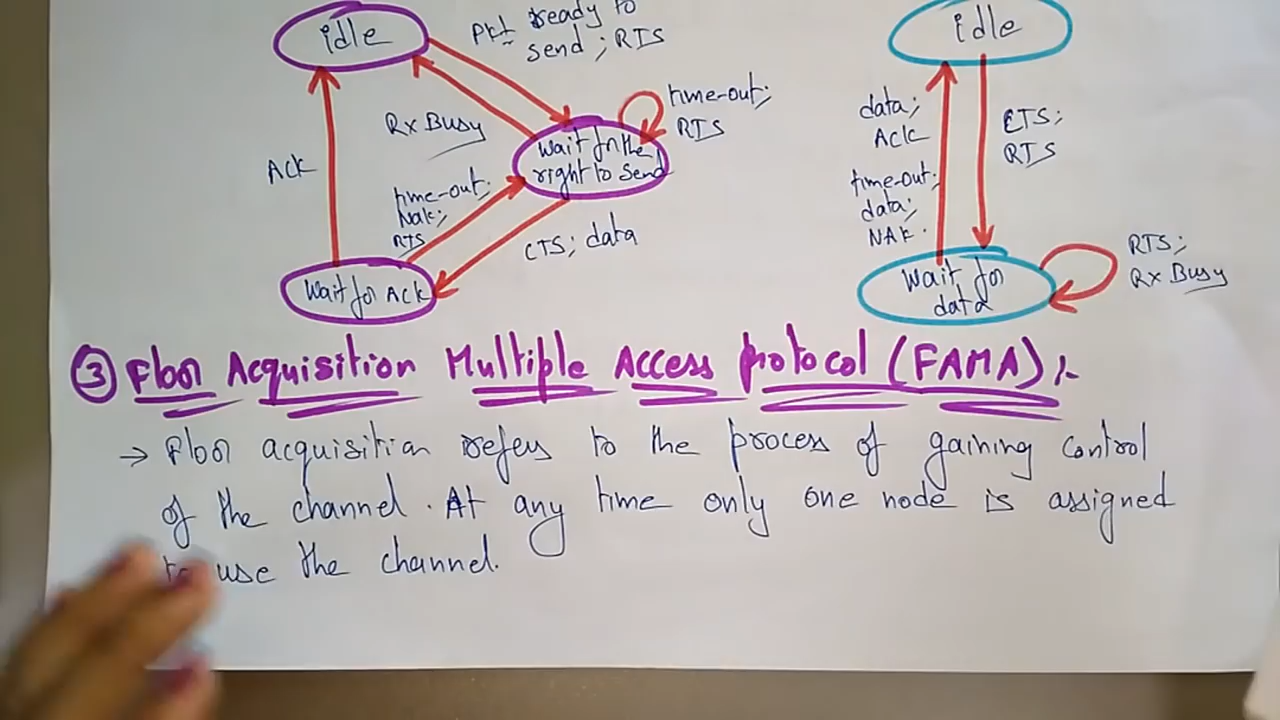 idle
Pkt ready to
send ; RTS
Rx Busy
time-out;
RTS
wait for the
right to send
Ack
time-out;
Nak;
RTS
CTS; data
wait for Ack
idle
data;
Ack
CTS;
RTS
time-out;
data;
NAK.
wait for
data
RTS;
Rx Busy
③ Floor Acquisition Multiple Access protocol (FAMA) :-
→ Floor acquisition refers to the process of gaining control
of the channel. At any time only one node is assigned
to use the channel.